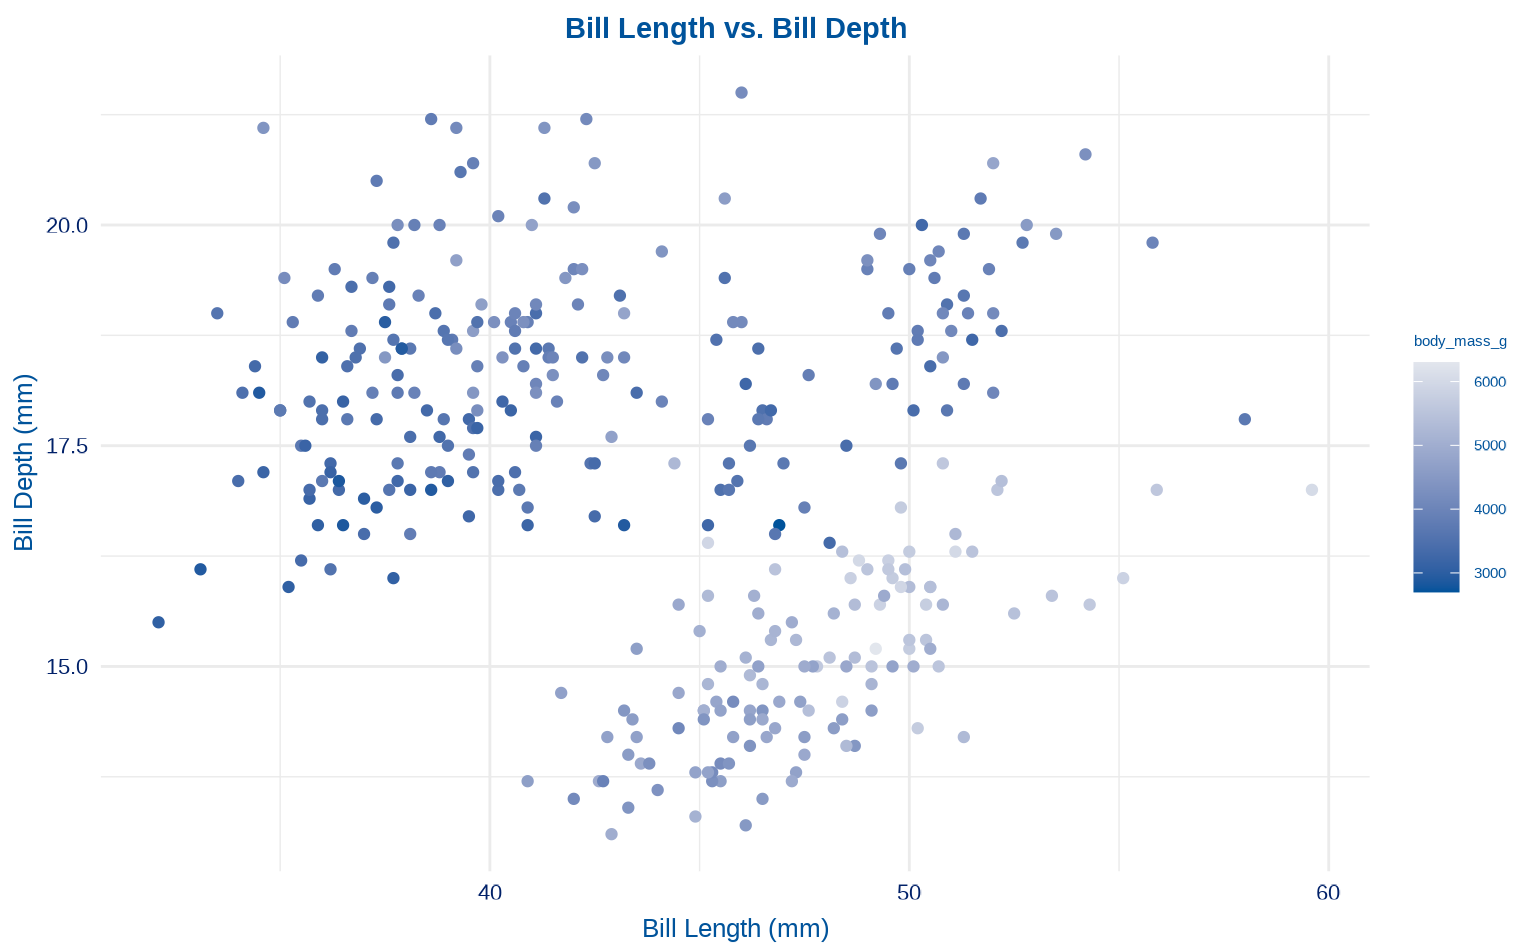 Bill Length vs. Bill Depth
20.0
17.5
15.0
Bill Depth (mm)
40
50
60
Bill Length (mm)
body_mass_g
6000
5000
4000
3000